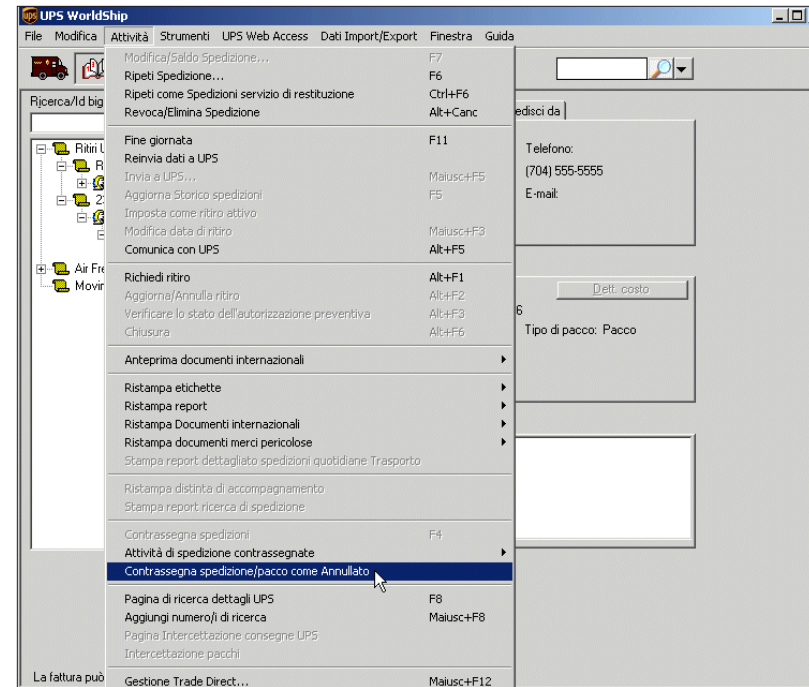 UPS WorldShip
File Modifica Attività Strumenti UPS Web Access Dati Import/Export Finestra Guida
Modifica/Saldo Spedizione... F7
Ripeti Spedizione... F6
Ripeti come Spedizioni servizio di restituzione Ctrl+F6
Revoca/Elimina Spedizione Alt+Canc
Fine giornata F11
Reinvia dati a UPS
Invia a UPS... Maiusc+F5
Aggiorna Storico spedizioni F5
Imposta come ritiro attivo
Modifica data di ritiro Maiusc+F3
Comunica con UPS Alt+F5
Richiedi ritiro Alt+F1
Aggiorna/Annulla ritiro Alt+F2
Verificare lo stato dell'autorizzazione preventiva Alt+F3
Chiusura Alt+F6
Anteprima documenti internazionali
Ristampa etichette
Ristampa report
Ristampa Documenti internazionali
Ristampa documenti merci pericolose
Stampa report dettagliato spedizioni quotidiane Trasporto
Ristampa distinta di accompagnamento
Stampa report ricerca di spedizione
Contrassegna spedizioni F4
Attività di spedizione contrassegnate
Contrassegna spedizione/pacco come Annullato
Pagina di ricerca dettagli UPS F8
Aggiungi numero/i di ricerca Maiusc+F8
Pagina Intercettazione consegne UPS
Intercettazione pacchi
Gestione Trade Direct... Maiusc+F12
Ricerca/Id big
Ritiri U
R
2
Air Fre
Movin
La fattura può
edisci da
Telefono:
(704) 555-5555
E-mail:
Dett. costo
6
Tipo di pacco: Pacco